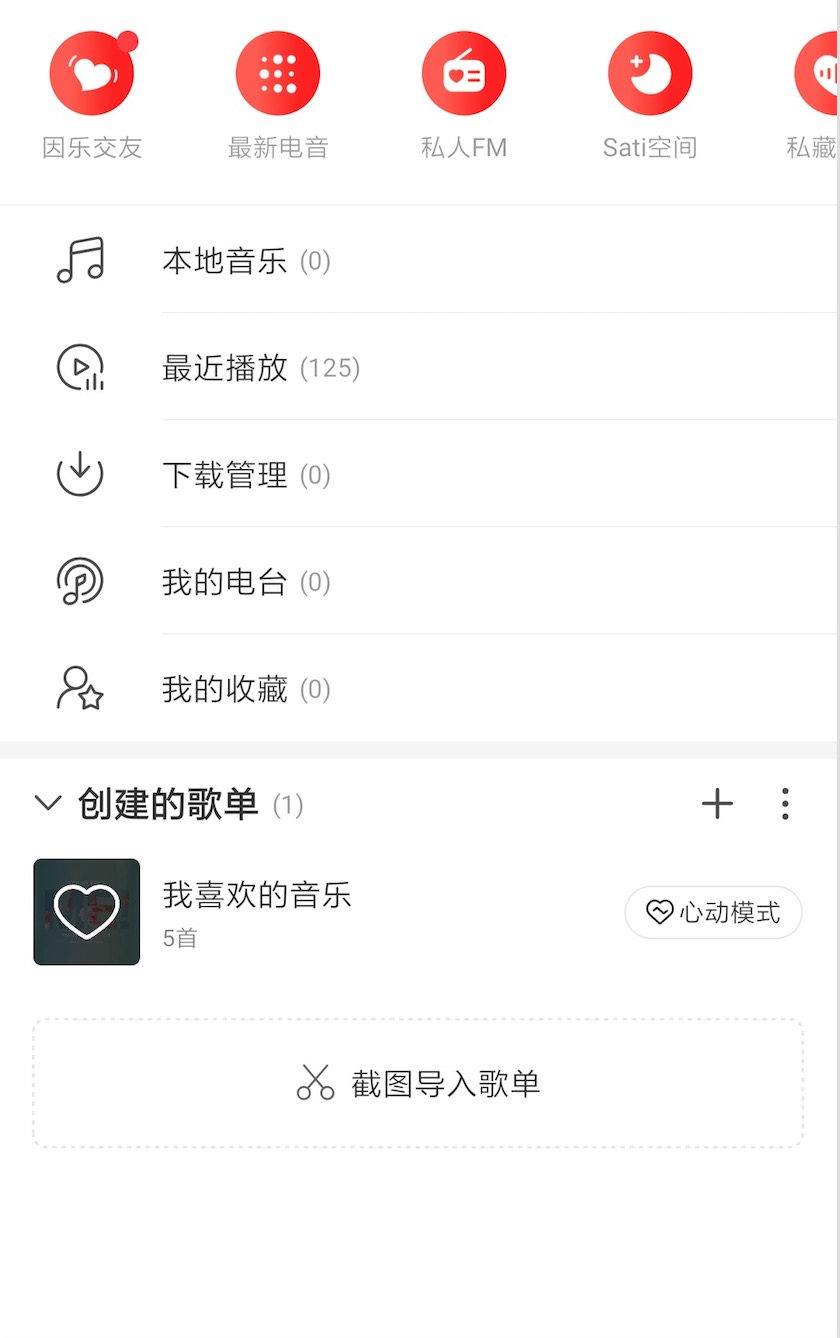 因乐交友
最新电音
私人FM
Sati空间
私藏
本地音乐 (0)
最近播放 (125)
下载管理 (0)
我的电台 (0)
我的收藏 (0)
创建的歌单 (1)
我喜欢的音乐
5首
心动模式
截图导入歌单